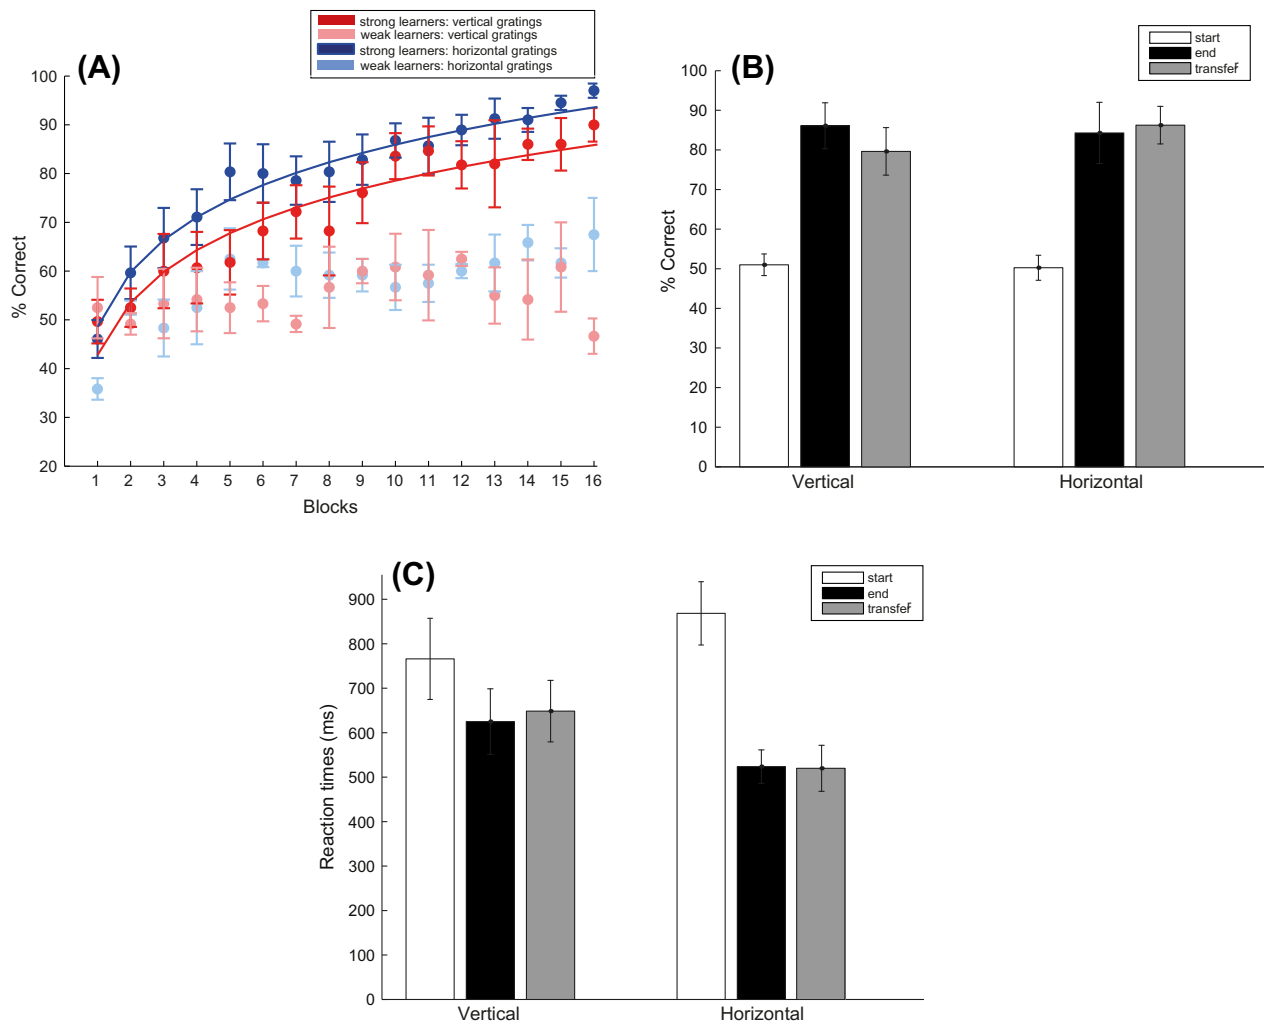 (A)
strong learners: vertical gratings
weak learners: vertical gratings
strong learners: horizontal gratings
weak learners: horizontal gratings
100
90
80
70
60
50
40
30
20
% Correct
1 2 3 4 5 6 7 8 9 10 11 12 13 14 15 16
Blocks
(B)
start
end
transfer
100
90
80
70
60
50
40
30
20
10
0
% Correct
Vertical Horizontal
(C)
start
end
transfer
900
800
700
600
500
400
300
200
100
0
Reaction times (ms)
Vertical Horizontal